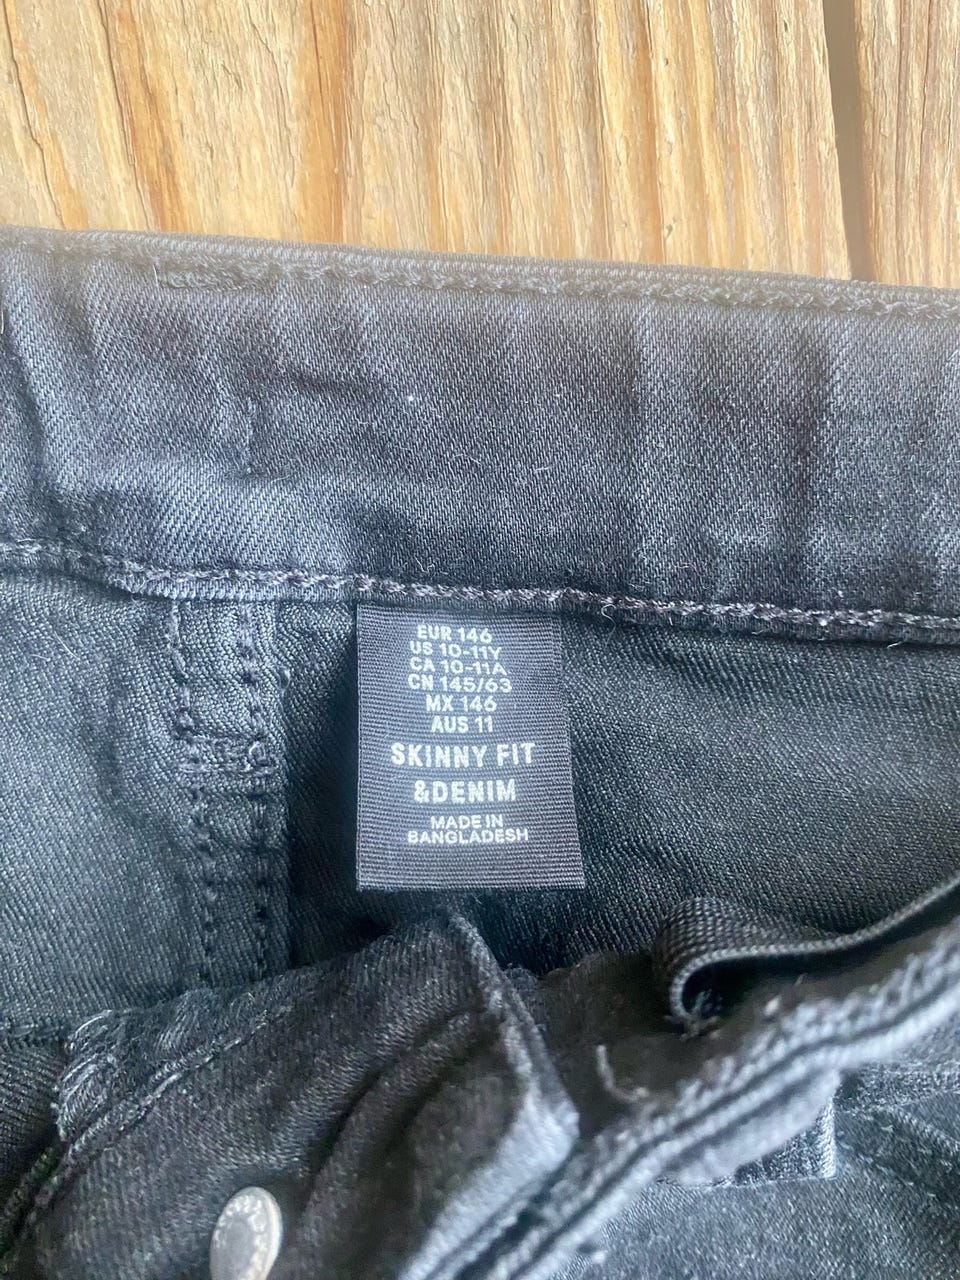 EUR 146
US 10-11Y
CA 10-11A
CN 145/63
MX 146
AUS 11
SKINNY FIT
&DENIM
MADE IN
BANGLADESH